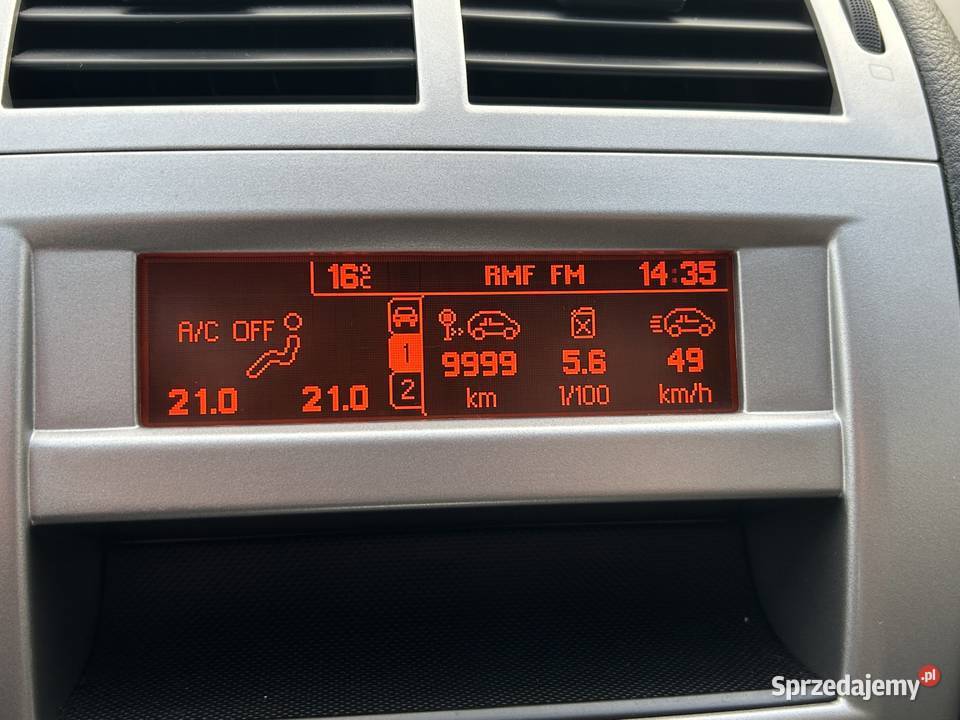 16°C RMF FM 14:35
A/C OFF
21.0 21.0
1
2
9999 5.6 49
km 1/100 km/h
Sprzedajemy.pl